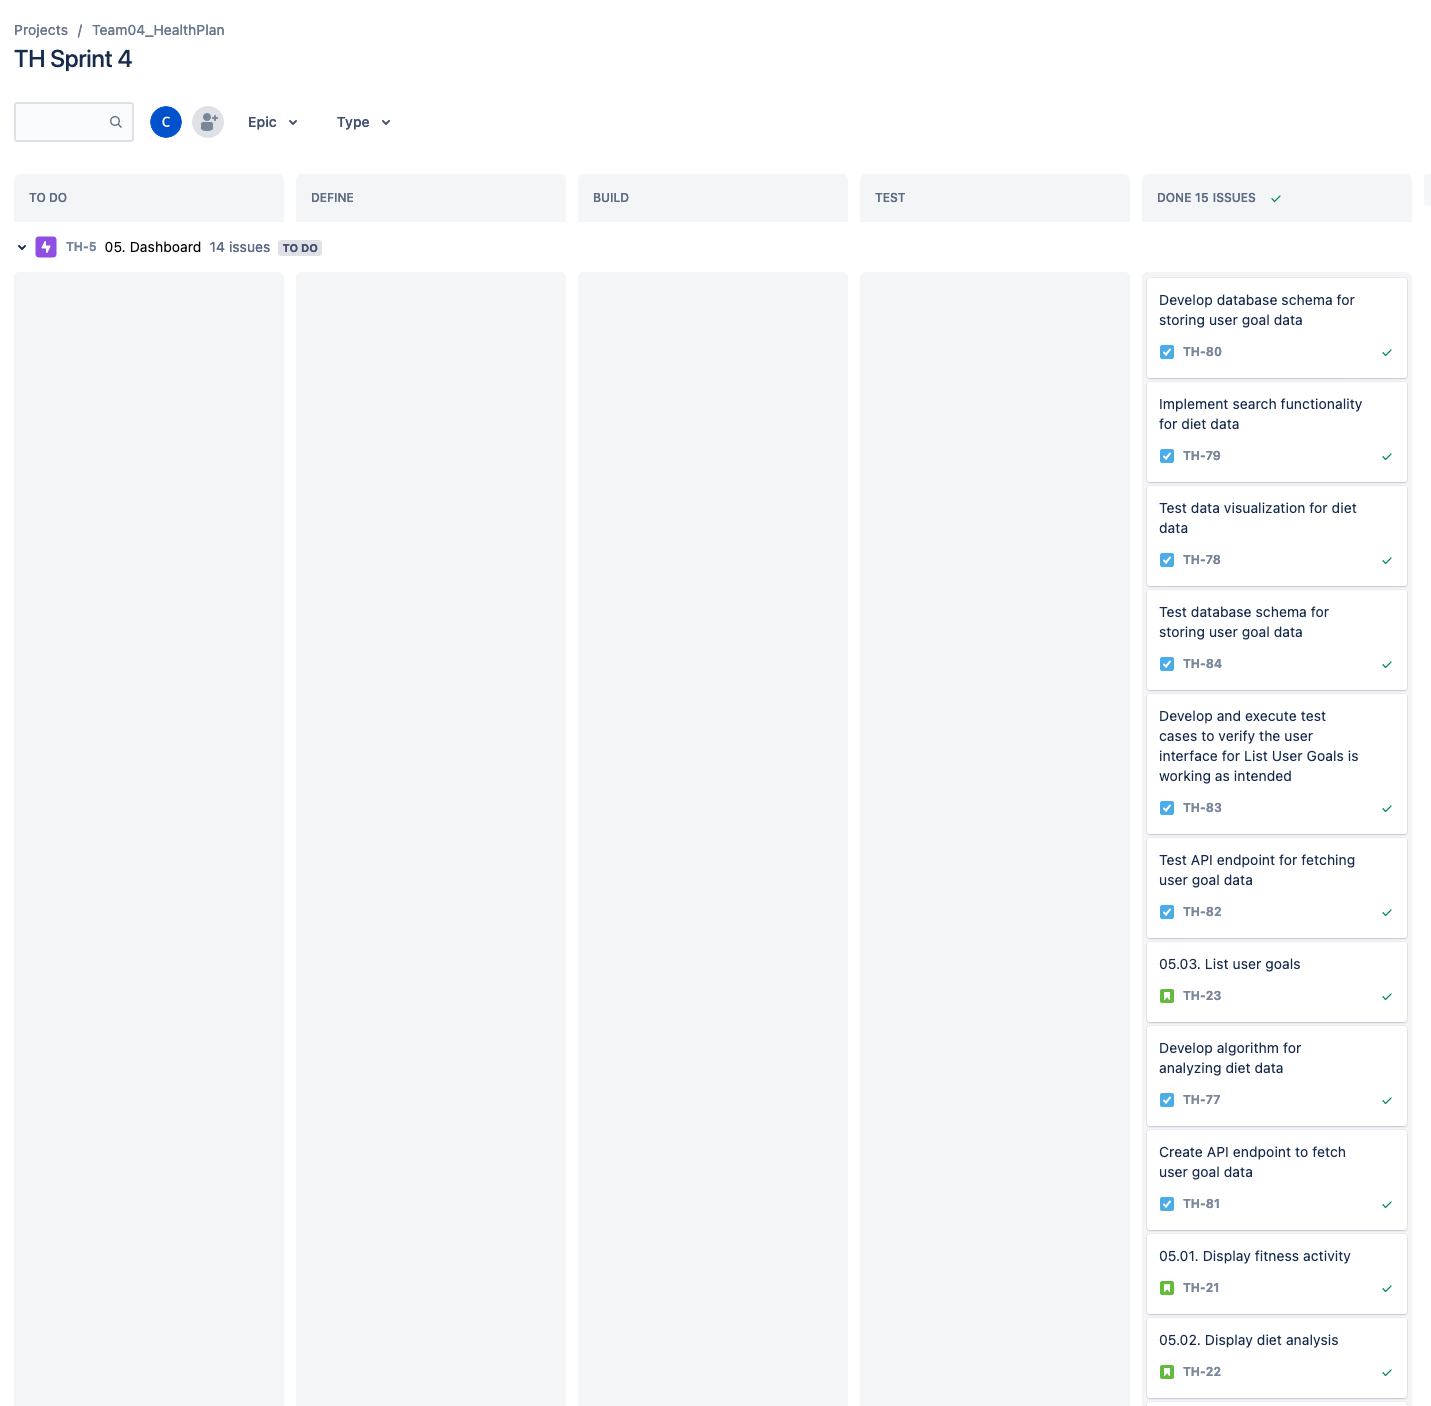 Projects / Team04_HealthPlan
TH Sprint 4
C
Epic
Type
TO DO
DEFINE
BUILD
TEST
DONE 15 ISSUES
TH-5 05. Dashboard 14 issues TO DO
Develop database schema for
storing user goal data
TH-80
Implement search functionality
for diet data
TH-79
Test data visualization for diet
data
TH-78
Test database schema for
storing user goal data
TH-84
Develop and execute test
cases to verify the user
interface for List User Goals is
working as intended
TH-83
Test API endpoint for fetching
user goal data
TH-82
05.03. List user goals
TH-23
Develop algorithm for
analyzing diet data
TH-77
Create API endpoint to fetch
user goal data
TH-81
05.01. Display fitness activity
TH-21
05.02. Display diet analysis
TH-22